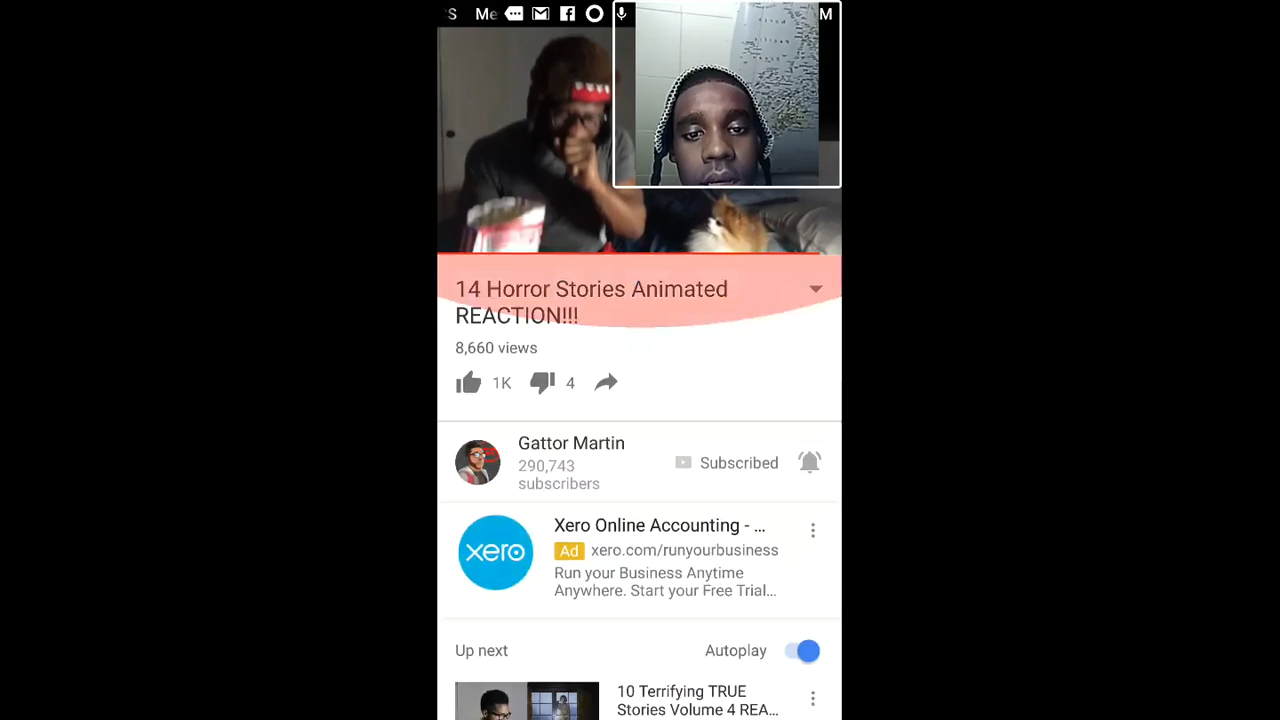 S Me M
14 Horror Stories Animated
REACTION!!!
8,660 views
1K 4
Gattor Martin
290,743
subscribers
Subscribed
xero
Xero Online Accounting - ...
Ad xero.com/runyourbusiness
Run your Business Anytime
Anywhere. Start your Free Trial...
Up next Autoplay
10 Terrifying TRUE
Stories Volume 4 REA...